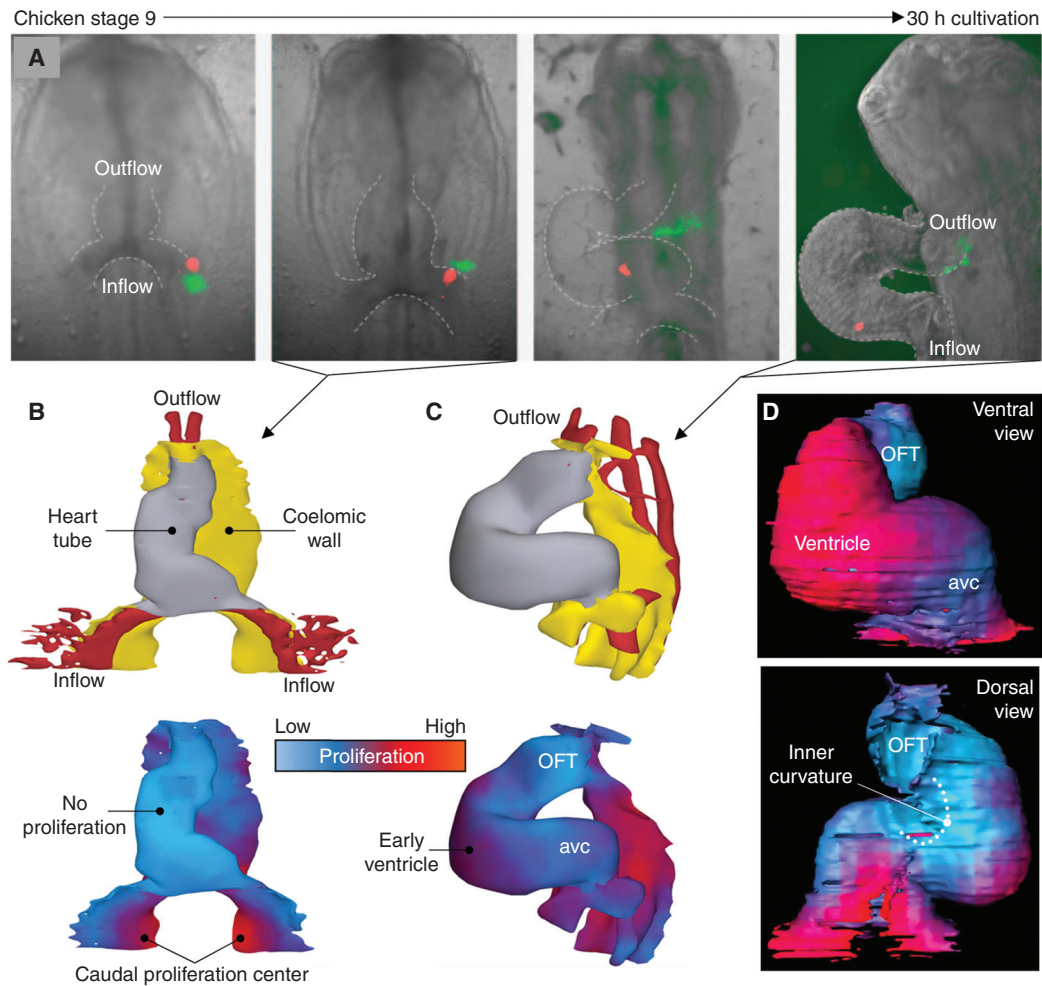 Chicken stage 9
30 h cultivation
A
Outflow
Inflow
Outflow
Inflow
B
Outflow
Heart
tube
Coelomic
wall
Inflow
Inflow
C
Outflow
D
Ventral
view
OFT
Ventricle
avc
Low
High
Proliferation
No
proliferation
Caudal proliferation center
OFT
Early
ventricle
avc
Dorsal
view
OFT
Inner
curvature